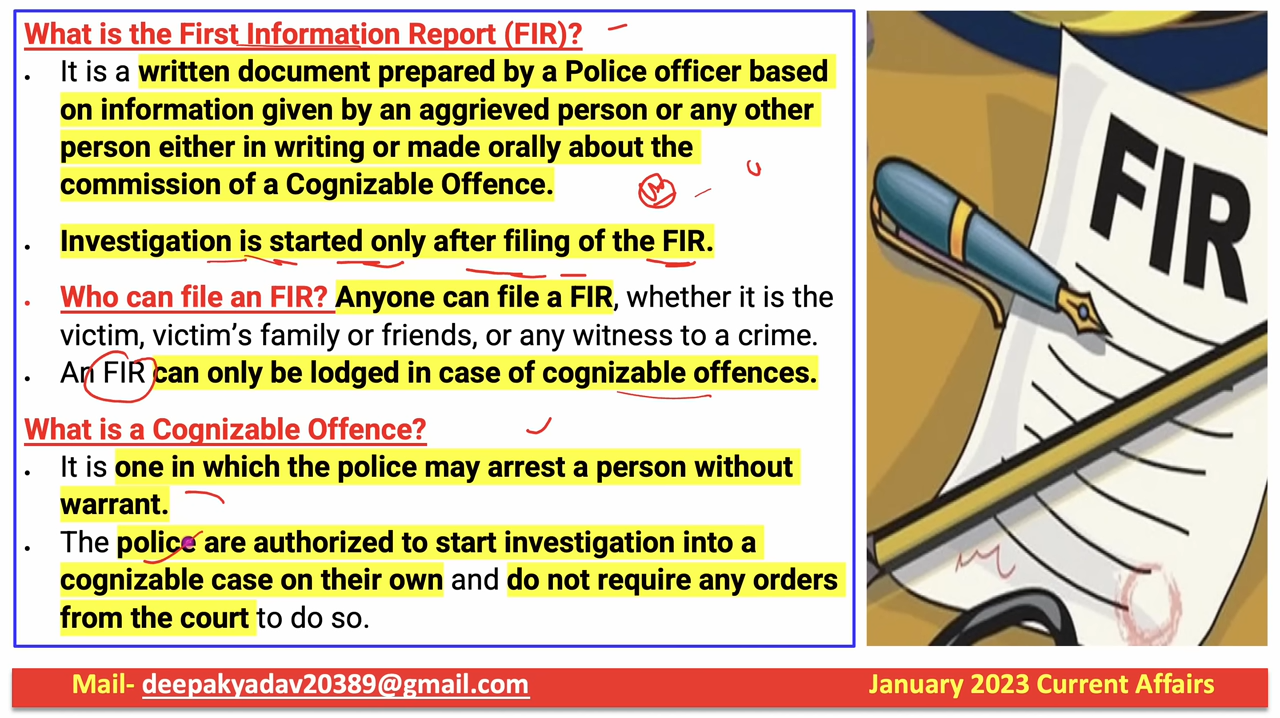 What is the First Information Report (FIR)?
• It is a written document prepared by a Police officer based
on information given by an aggrieved person or any other
person either in writing or made orally about the
commission of a Cognizable Offence.
• Investigation is started only after filing of the FIR.
• Who can file an FIR? Anyone can file a FIR, whether it is the
victim, victim’s family or friends, or any witness to a crime.
• An FIR can only be lodged in case of cognizable offences.
What is a Cognizable Offence?
• It is one in which the police may arrest a person without
warrant.
• The police are authorized to start investigation into a
cognizable case on their own and do not require any orders
from the court to do so.
FIR
Mail- deepakyadav20389@gmail.com
January 2023 Current Affairs